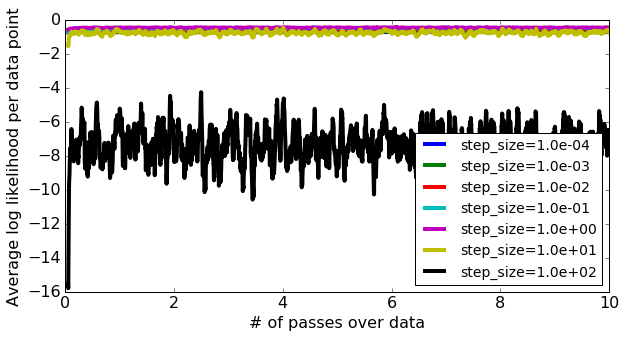 Average log likelihood per data point
0
−2
−4
−6
−8
−10
−12
−14
−16
step_size=1.0e-04
step_size=1.0e-03
step_size=1.0e-02
step_size=1.0e-01
step_size=1.0e+00
step_size=1.0e+01
step_size=1.0e+02
0 2 4 6 8 10
# of passes over data